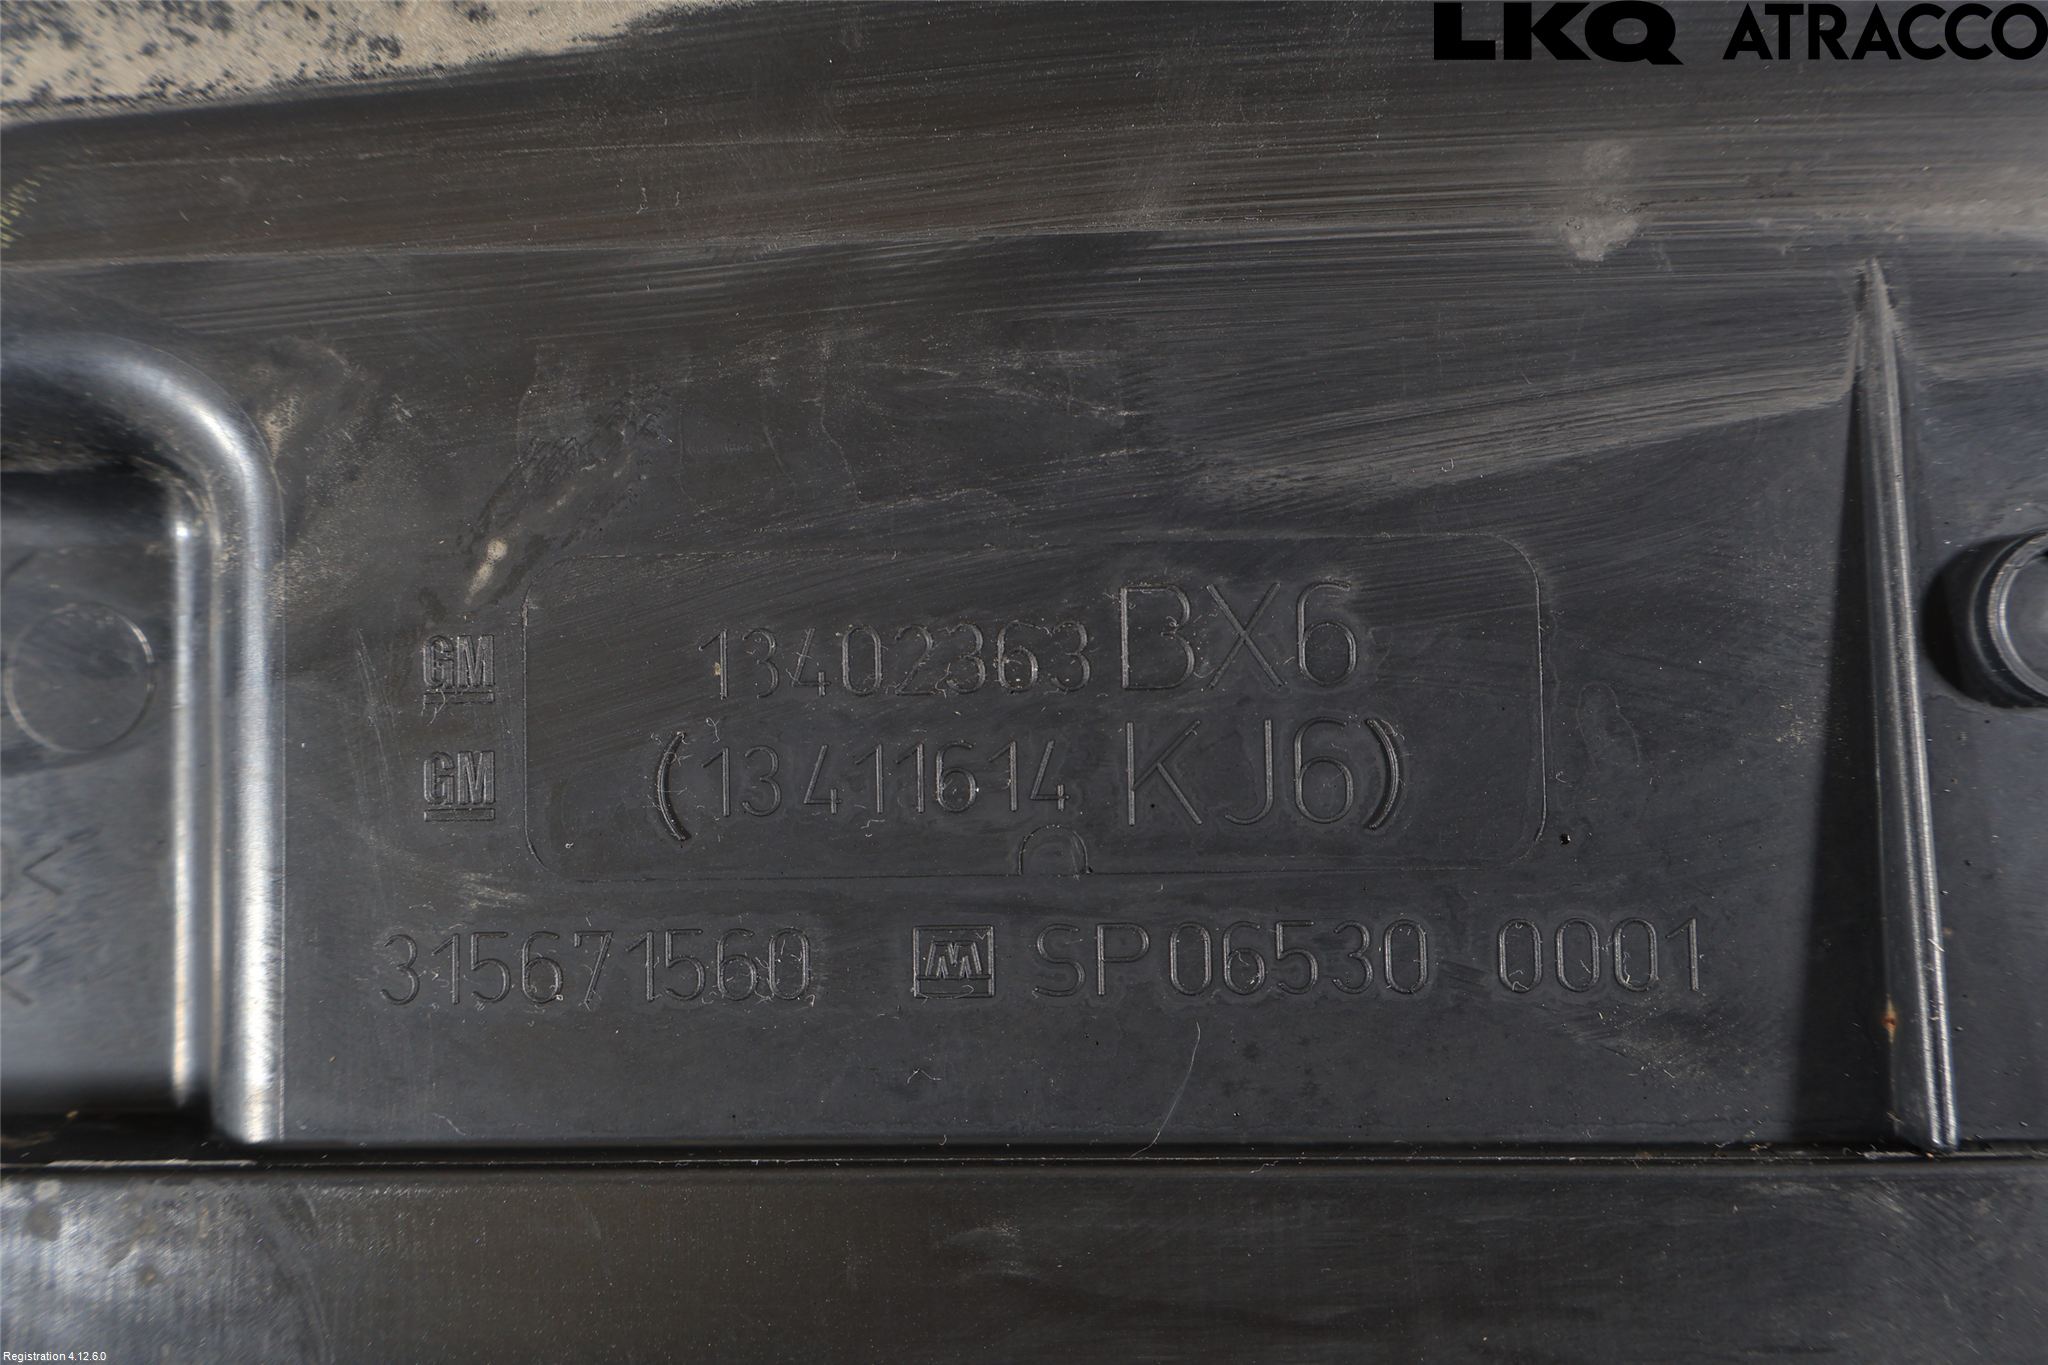 LKQ ATRACCO
GM 13402363 BX6
GM (13411614 KJ6)
315671560 SP06530 0001
Registration 4.12.6.0